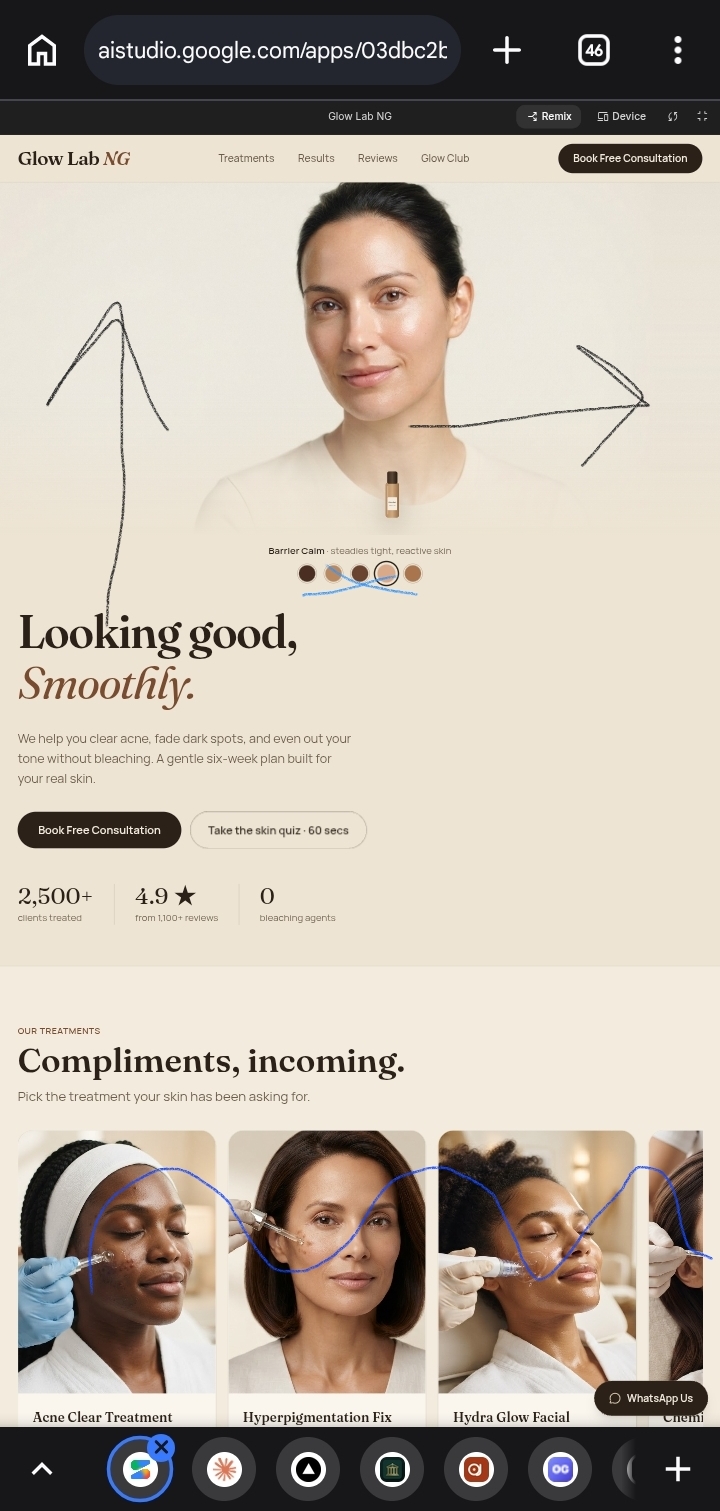 aistudio.google.com/apps/03dbc2b
46
Glow Lab NG
Remix
Device
Glow Lab NG
Treatments
Results
Reviews
Glow Club
Book Free Consultation
Barrier Calm · steadies tight, reactive skin
Looking good,
Smoothly.
We help you clear acne, fade dark spots, and even out your
tone without bleaching. A gentle six-week plan built for
your real skin.
Book Free Consultation
Take the skin quiz · 60 secs
2,500+
4.9 ★
0
clients treated
from 1,100+ reviews
bleaching agents
OUR TREATMENTS
Compliments, incoming.
Pick the treatment your skin has been asking for.
WhatsApp Us
Acne Clear Treatment
Hyperpigmentation Fix
Hydra Glow Facial
Chemi
OG